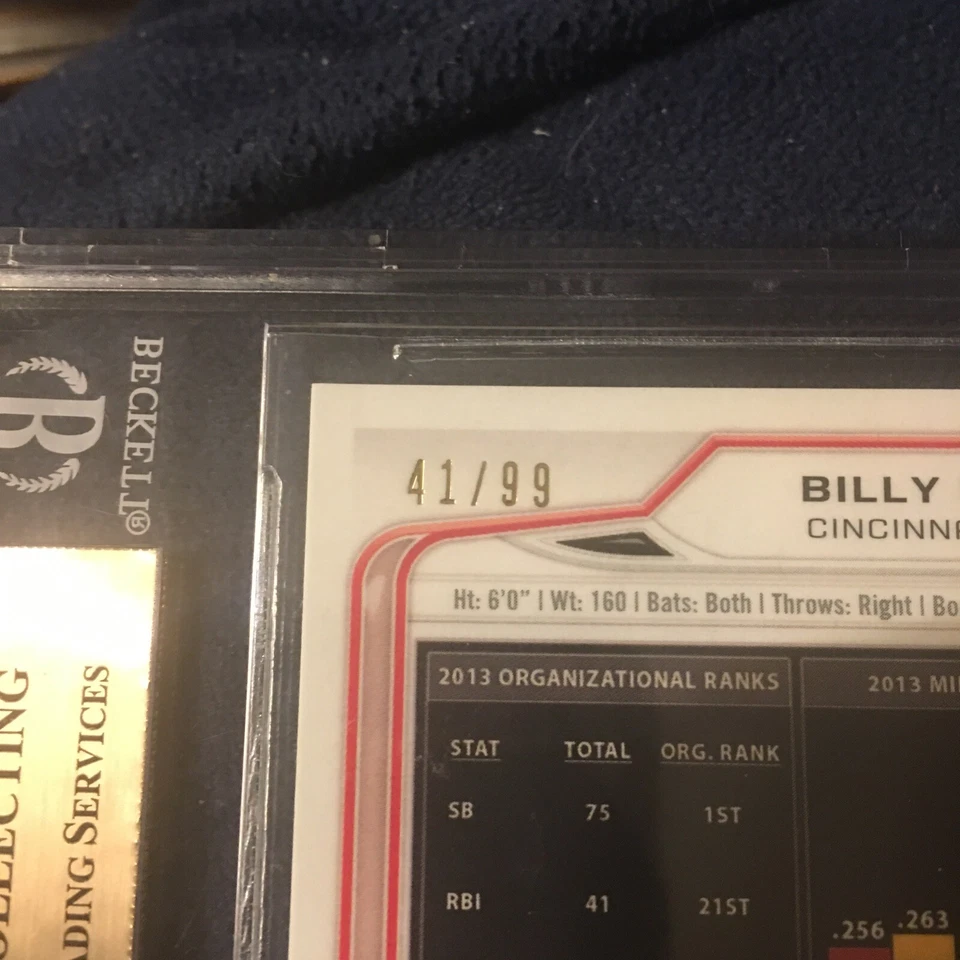 BECKETT®
B
COLLECTING
ADING SERVICES
41/99
BILLY
CINCINNA
Ht: 6'0" | Wt: 160 | Bats: Both | Throws: Right | Bo
2013 ORGANIZATIONAL RANKS
STAT TOTAL ORG. RANK
SB 75 1ST
RBI 41 21ST
2013 MI
.256 .263